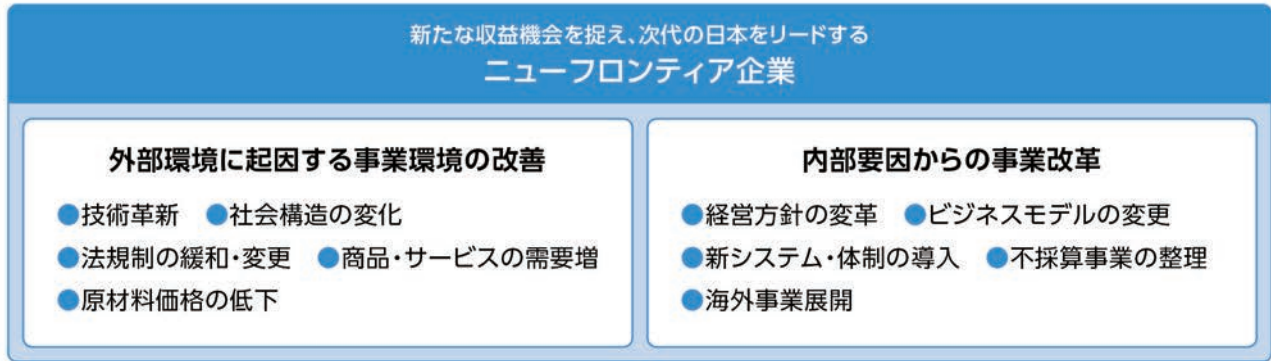 新たな収益機会を捉え、次代の日本をリードする
ニューフロンティア企業
外部環境に起因する事業環境の改善
●技術革新 ●社会構造の変化
●法規制の緩和・変更 ●商品・サービスの需要増
●原材料価格の低下
内部要因からの事業改革
●経営方針の変革 ●ビジネスモデルの変更
●新システム・体制の導入 ●不採算事業の整理
●海外事業展開